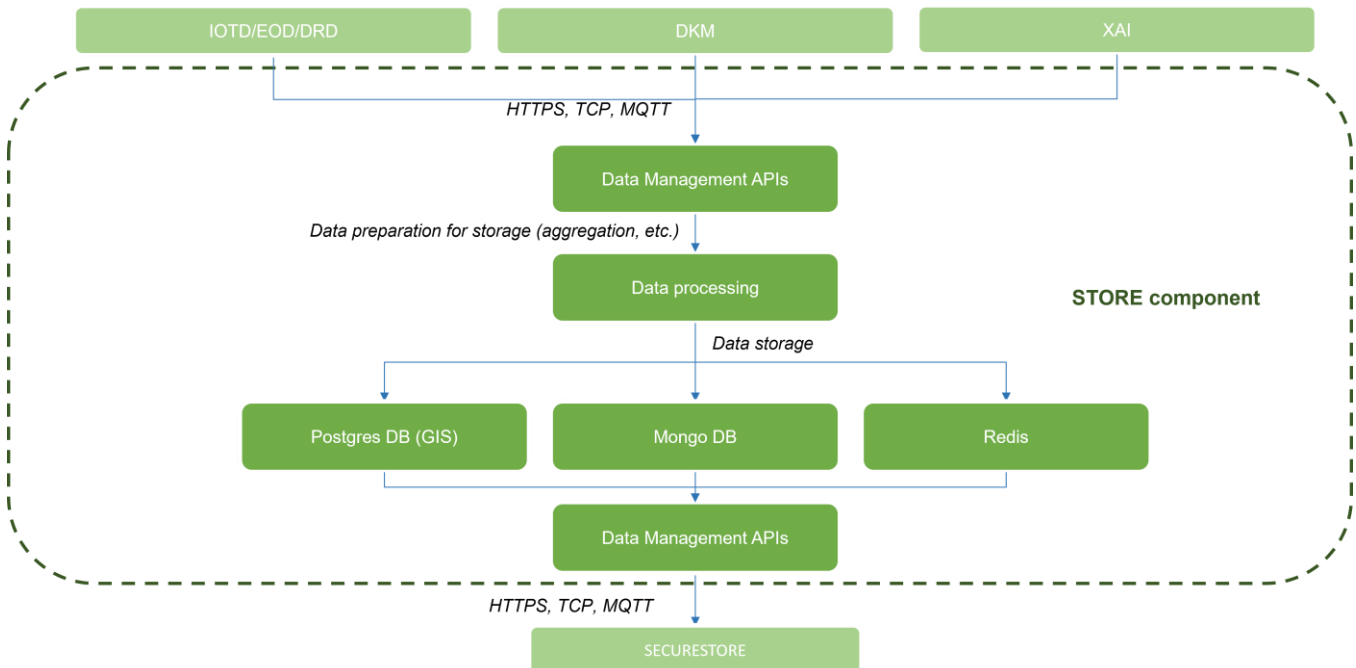 IOTD/EOD/DRD
DKM
XAI
HTTPS, TCP, MQTT
Data Management APIs
Data preparation for storage (aggregation, etc.)
Data processing
STORE component
Data storage
Postgres DB (GIS)
Mongo DB
Redis
Data Management APIs
HTTPS, TCP, MQTT
SECURESTORE